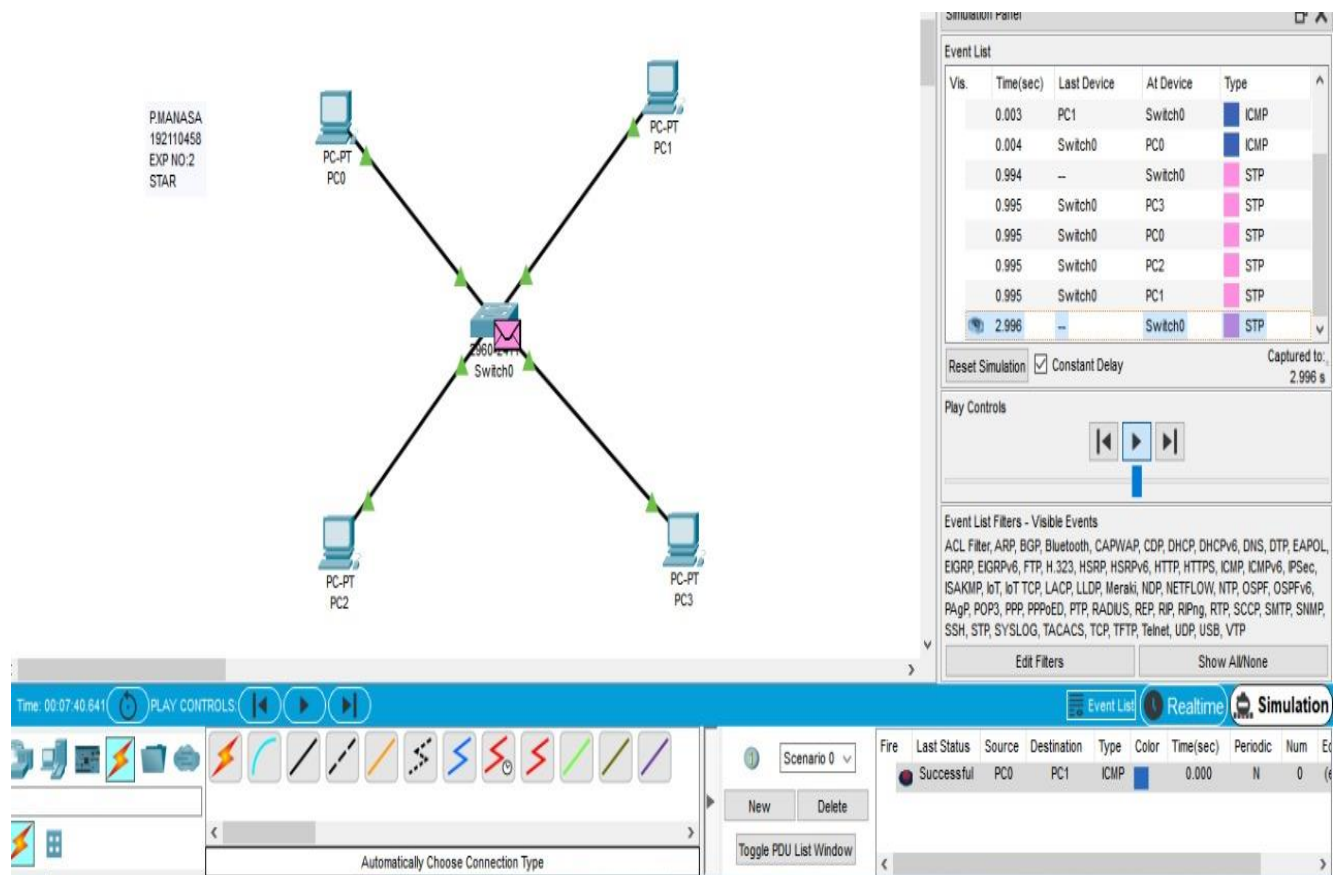 Simulation Panel
Event List
Vis. Time(sec) Last Device At Device Type
0.003 PC1 Switch0 ICMP
0.004 Switch0 PC0 ICMP
0.994 -- Switch0 STP
0.995 Switch0 PC3 STP
0.995 Switch0 PC0 STP
0.995 Switch0 PC2 STP
0.995 Switch0 PC1 STP
2.996 -- Switch0 STP
Reset Simulation Constant Delay
Captured to:
2.996 s
Play Controls
Event List Filters - Visible Events
ACL Filter, ARP, BGP, Bluetooth, CAPWAP, CDP, DHCP, DHCPv6, DNS, DTP, EAPOL,
EIGRP, EIGRPv6, FTP, H.323, HSRP, HSRPv6, HTTP, HTTPS, ICMP, ICMPv6, IPSec,
ISAKMP, IoT, IoT TCP, LACP, LLDP, Meraki, NDP, NETFLOW, NTP, OSPF, OSPFv6,
PAgP, POP3, PPP, PPPoED, PTP, RADIUS, REP, RIP, RIPng, RTP, SCCP, SMTP, SNMP,
SSH, STP, SYSLOG, TACACS, TCP, TFTP, Telnet, UDP, USB, VTP
Edit Filters Show All/None
P.MANASA
192110458
EXP NO:2
STAR
PC-PT
PC0
PC-PT
PC1
Switch0
PC-PT
PC2
PC-PT
PC3
Time: 00:07:40.641 PLAY CONTROLS: Event List Realtime Simulation
Automatically Choose Connection Type
Scenario 0
New Delete
Toggle PDU List Window
Fire Last Status Source Destination Type Color Time(sec) Periodic Num
Successful PC0 PC1 ICMP 0.000 N 0